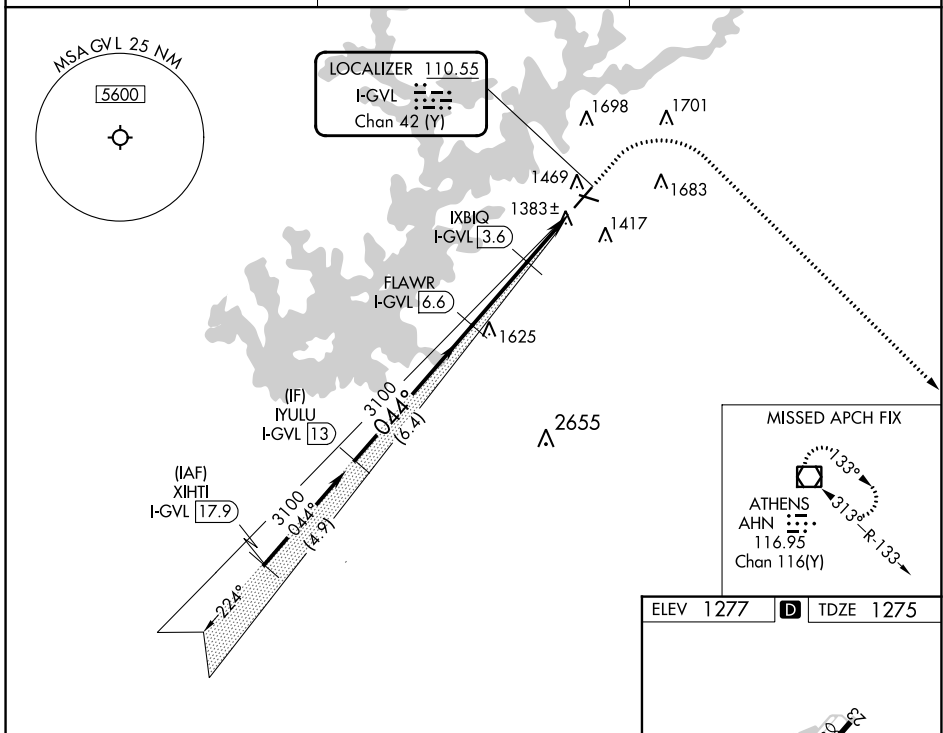 MSA GVL 25 NM
5600
LOCALIZER 110.55
I-GVL
Chan 42 (Y)
1698
1701
1469
1683
1383±
1417
IXBIQ
I-GVL 3.6
FLAWR
I-GVL 6.6
1625
(IF)
IYULU
I-GVL 13
3100
044°
(6.4)
2655
(IAF)
XIHTI
I-GVL 17.9
3100
044°
(4.9)
224°
MISSED APCH FIX
133°
313°
R-133
ATHENS
AHN
116.95
Chan 116(Y)
ELEV 1277 D TDZE 1275
23